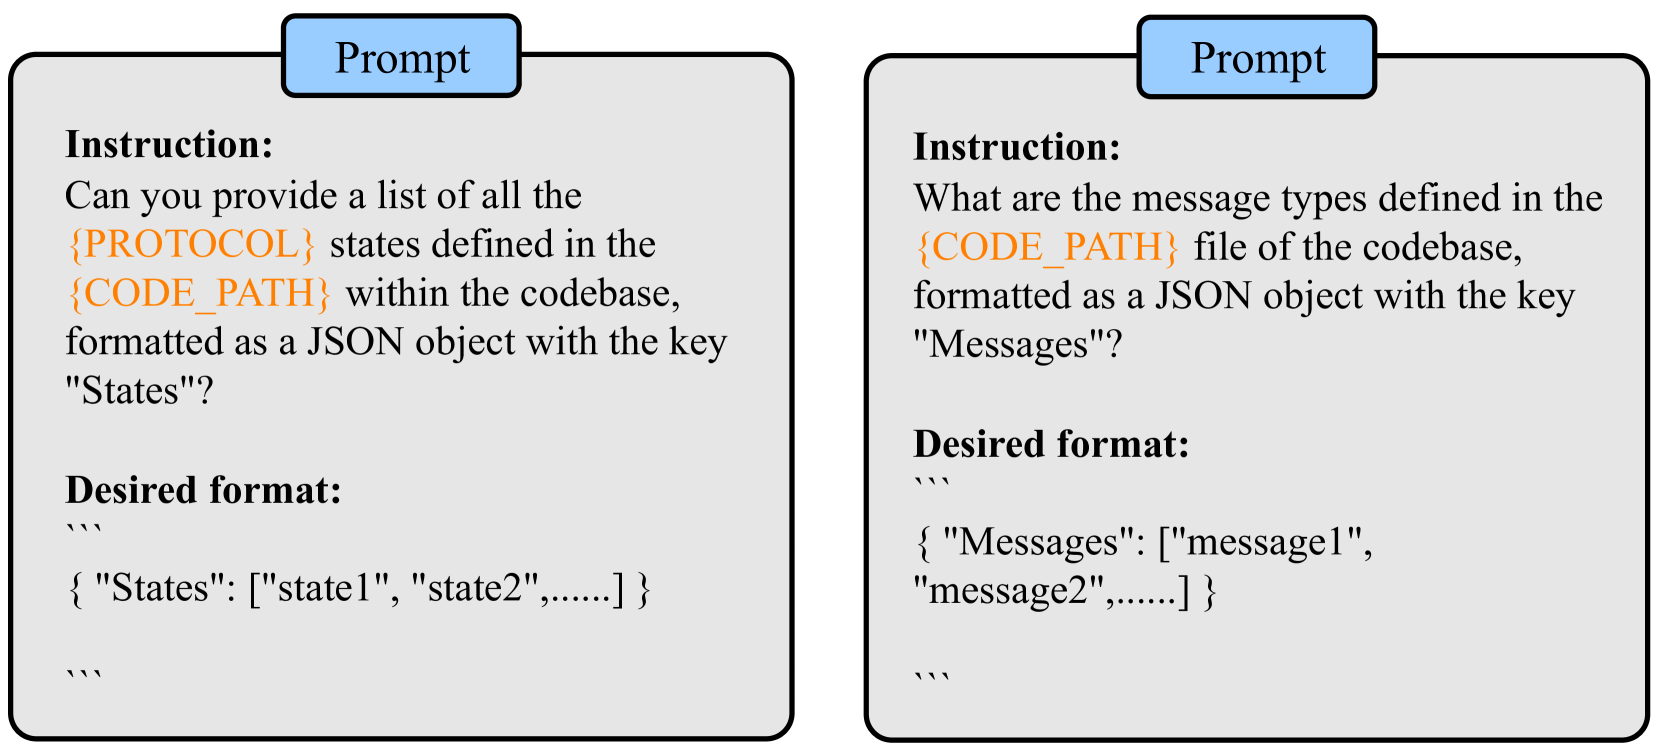 Prompt
Instruction:
Can you provide a list of all the
{PROTOCOL} states defined in the
{CODE_PATH} within the codebase,
formatted as a JSON object with the key
"States"?
Desired format:
```
{ "States": ["state1", "state2",......] }
```
Prompt
Instruction:
What are the message types defined in the
{CODE_PATH} file of the codebase,
formatted as a JSON object with the key
"Messages"?
Desired format:
```
{ "Messages": ["message1",
"message2",......] }
```